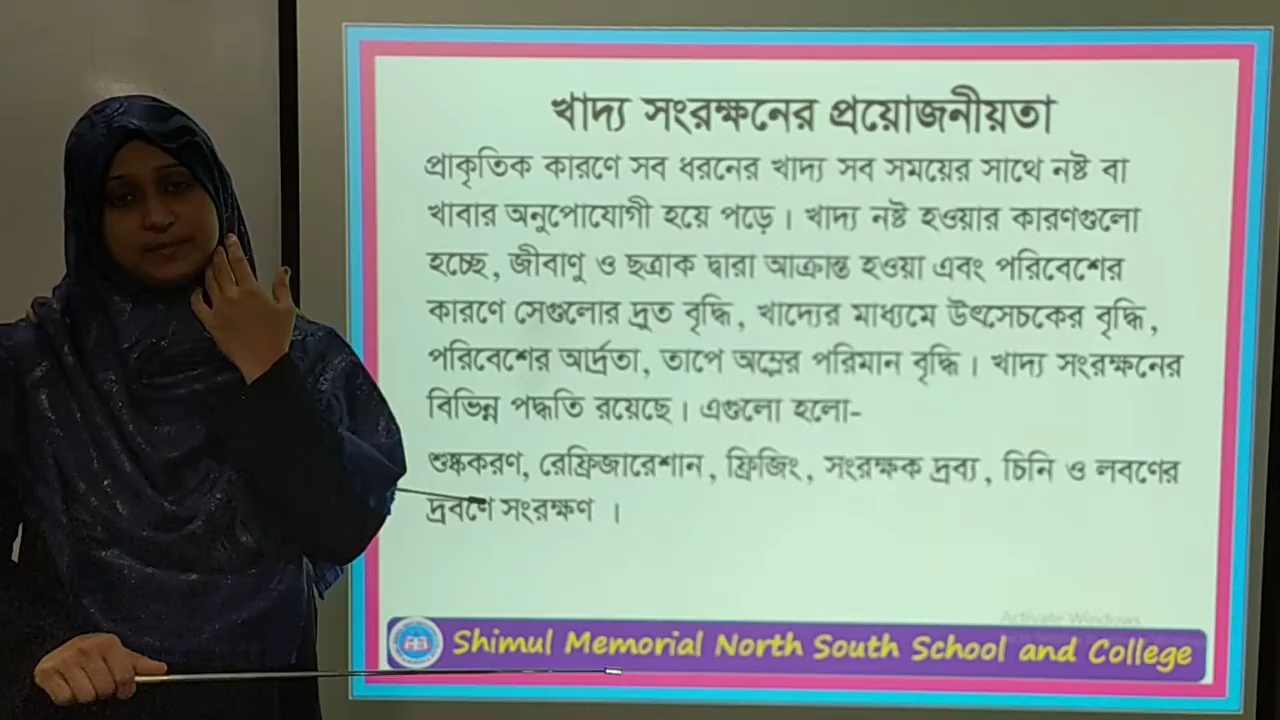 খাদ্য সংরক্ষনের প্রয়োজনীয়তা
প্রাকৃতিক কারণে সব ধরনের খাদ্য সব সময়ের সাথে নষ্ট বা
খাবার অনুপোযোগী হয়ে পড়ে। খাদ্য নষ্ট হওয়ার কারণগুলো
হচ্ছে, জীবাণু ও ছত্রাক দ্বারা আক্রান্ত হওয়া এবং পরিবেশের
কারণে সেগুলোর দ্রুত বৃদ্ধি, খাদ্যের মাধ্যমে উৎসেচকের বৃদ্ধি,
পরিবেশের আর্দ্রতা, তাপে অম্লের পরিমান বৃদ্ধি। খাদ্য সংরক্ষনের
বিভিন্ন পদ্ধতি রয়েছে। এগুলো হলো-
শুষ্ককরণ, রেফ্রিজারেশান, ফ্রিজিং, সংরক্ষক দ্রব্য, চিনি ও লবণের
দ্রবণে সংরক্ষণ ।
Activate Windows
Shimul Memorial North South School and College